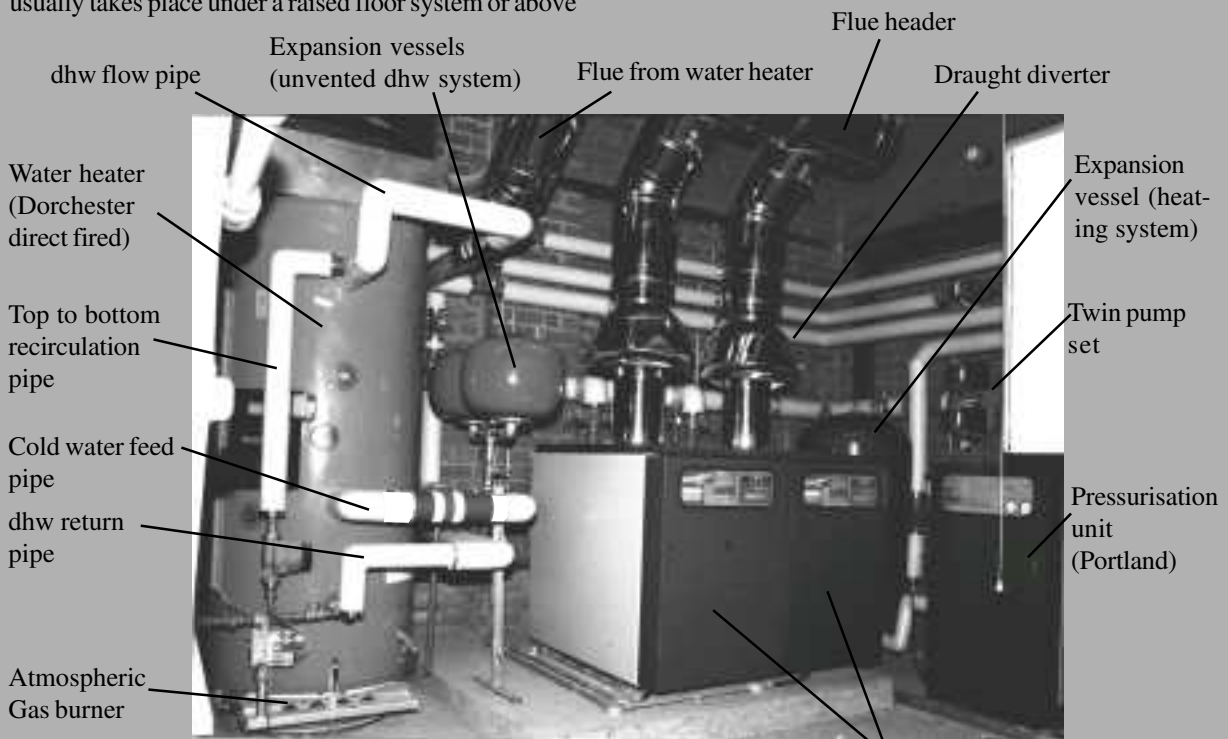 usually takes place under a raised floor system or above
Flue header
Expansion vessels
(unvented dhw system)
dhw flow pipe
Flue from water heater
Draught diverter
Water heater
(Dorchester
direct fired)
Expansion
vessel (heat-
ing system)
Top to bottom
recirculation
pipe
Twin pump
set
Cold water feed
pipe
dhw return
pipe
Pressurisation
unit
(Portland)
Atmospheric
Gas burner